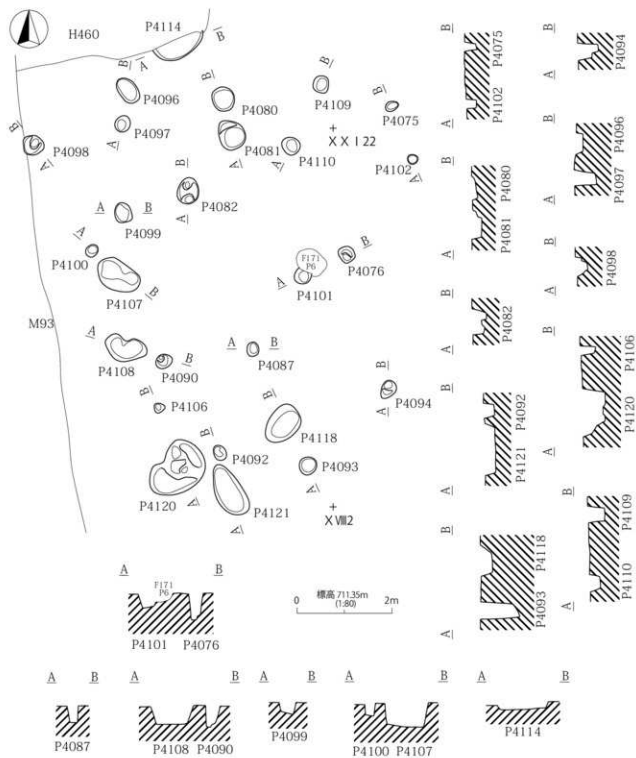 H460
P4114
B
A
B
P4096
B
P4080
B
P4109
B
P4075
P4097
A
XXI22
B
P4098
A
P4081
A
A
P4110
P4102
A
B
P4082
A
A
B
P4099
A
P4100
P4107
B
F171
P6
B
P4076
A
P4101
M93
A
P4108
P4090
B
A
B
P4087
B
P4094
A
B
P4106
B
P4092
B
P4118
P4093
A
P4120
A
P4121
A
XVIII2
B
P4075
P4102
A
B
P4094
A
B
P4080
P4081
A
B
P4096
P4097
A
B
P4082
A
B
P4098
A
B
P4092
P4121
A
B
P4106
P4120
A
B
P4118
P4093
A
B
P4109
P4110
A
A
B
F171
P6
P4101
P4076
標高 711.35m
(1:80)
0
2m
A B
P4087
A B
P4108 P4090
A B
P4099
A B
P4100 P4107
A B
P4114